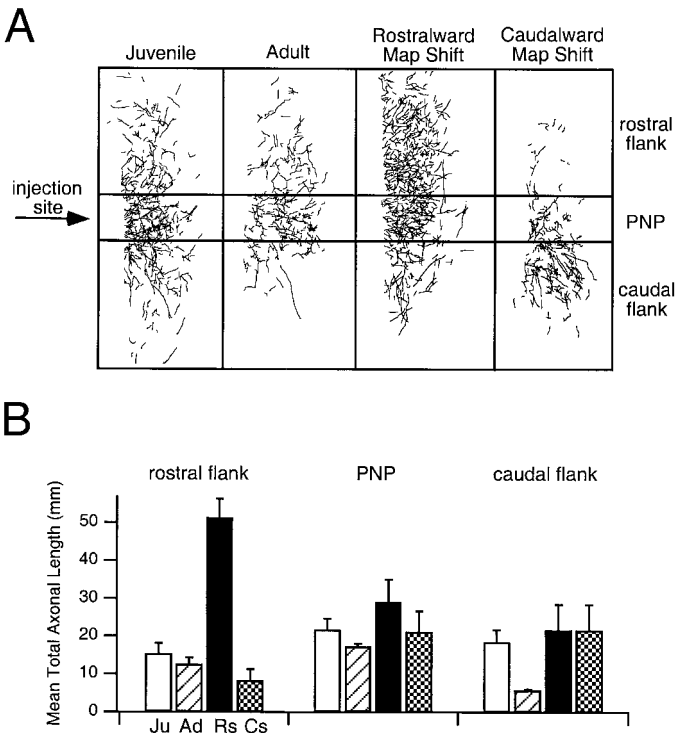 A
Juvenile
Adult
Rostralward
Map Shift
Caudalward
Map Shift
rostral
flank
injection
site
PNP
caudal
flank
B
rostral flank
PNP
caudal flank
Mean Total Axonal Length (mm)
50
40
30
20
10
0
Ju Ad Rs Cs